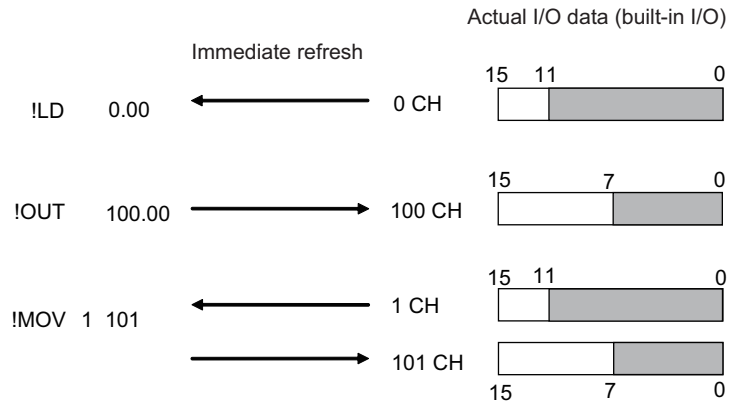 Actual I/O data (built-in I/O)
Immediate refresh
15 11 0
!LD 0.00 0 CH
15 7 0
!OUT 100.00 100 CH
15 11 0
!MOV 1 101 1 CH
101 CH
15 7 0